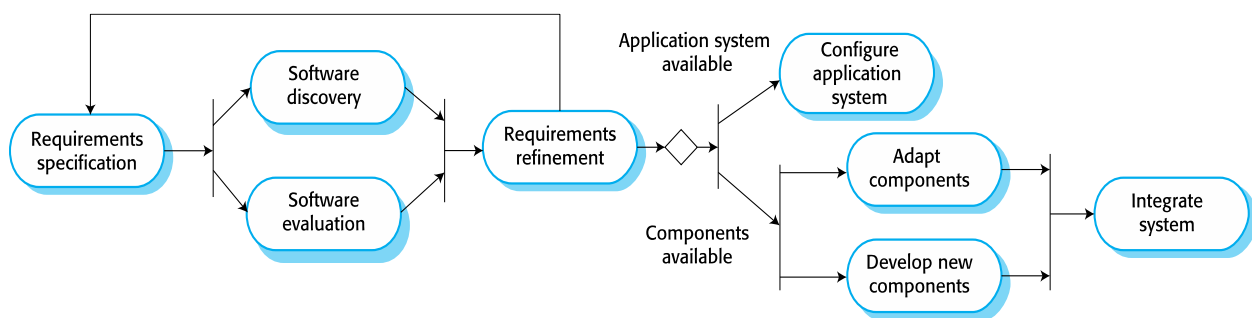 Requirements
specification
Software
discovery
Software
evaluation
Requirements
refinement
Application system
available
Configure
application
system
Components
available
Adapt
components
Develop new
components
Integrate
system